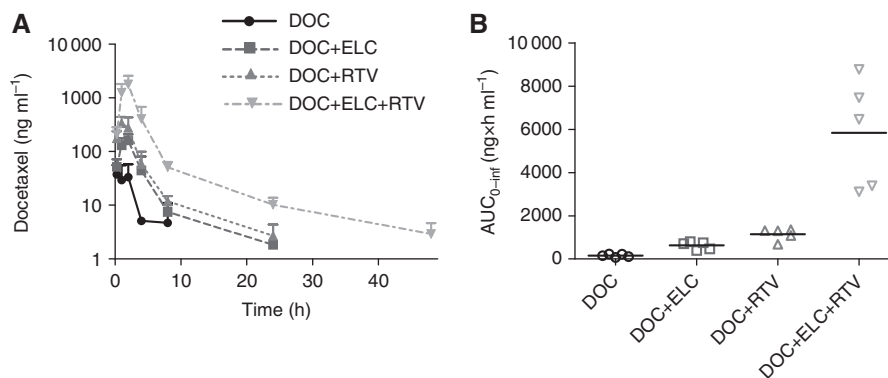 A
Docetaxel (ng ml⁻¹)
10 000
1000
100
10
1
0
10
20
30
40
Time (h)
DOC
DOC+ELC
DOC+RTV
DOC+ELC+RTV
B
AUC₀₋inf (ng×h ml⁻¹)
10 000
8000
6000
4000
2000
0
DOC
DOC+ELC
DOC+RTV
DOC+ELC+RTV